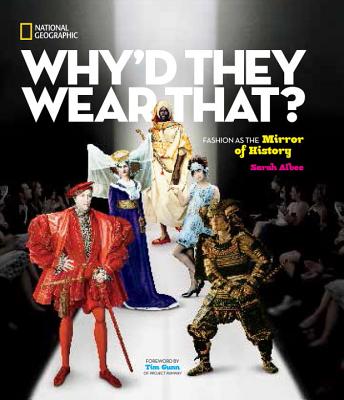 NATIONAL
GEOGRAPHIC
WHY'D THEY
WEAR THAT?
FASHION AS THE Mirror
of History
Sarah Albee
FOREWORD BY
Tim Gunn
OF PROJECT RUNWAY